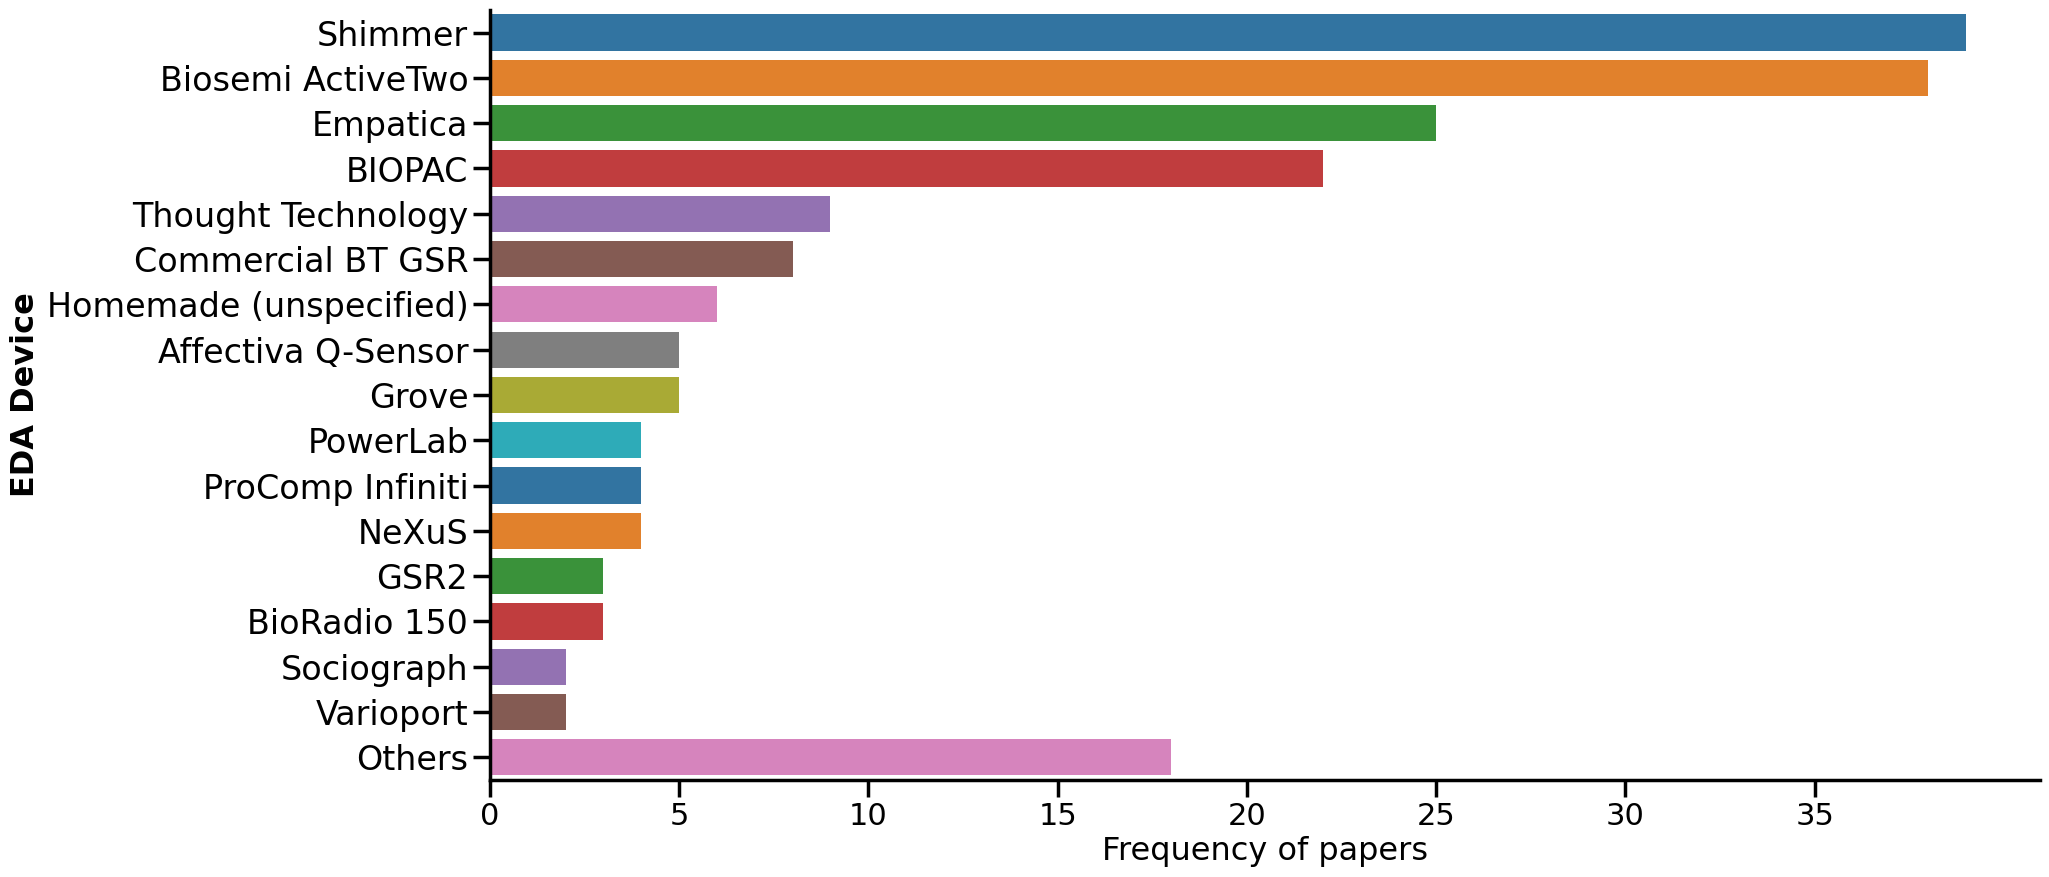 Shimmer
Biosemi ActiveTwo
Empatica
BIOPAC
Thought Technology
Commercial BT GSR
Homemade (unspecified)
Affectiva Q-Sensor
Grove
PowerLab
ProComp Infiniti
NeXuS
GSR2
BioRadio 150
Sociograph
Varioport
Others
EDA Device
0 5 10 15 20 25 30 35
Frequency of papers